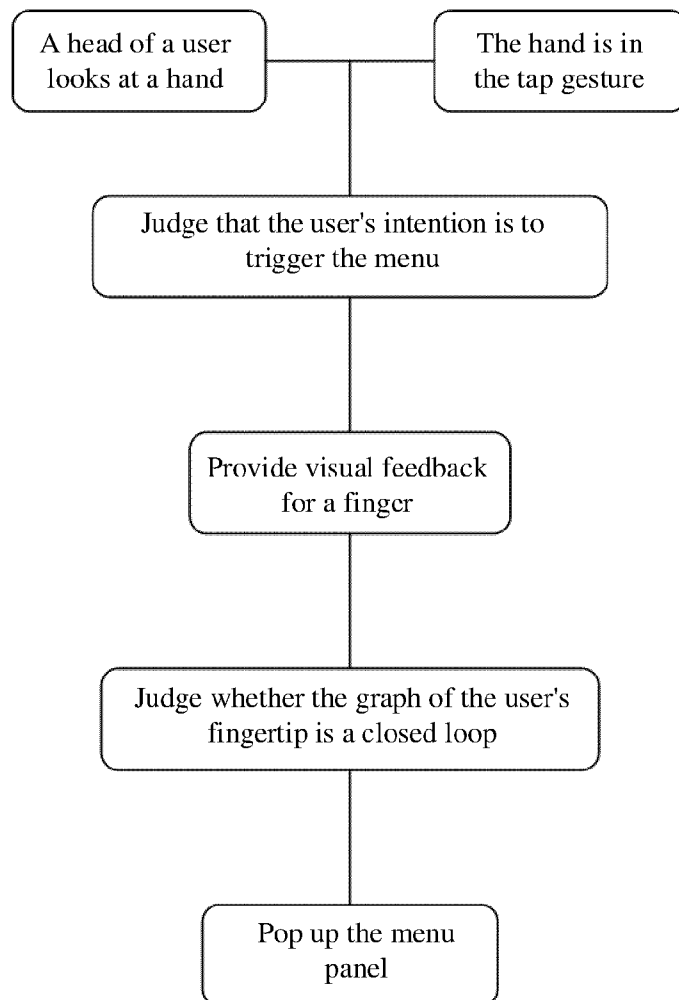 A head of a user
looks at a hand
The hand is in
the tap gesture
Judge that the user's intention is to
trigger the menu
Provide visual feedback
for a finger
Judge whether the graph of the user's
fingertip is a closed loop
Pop up the menu
panel